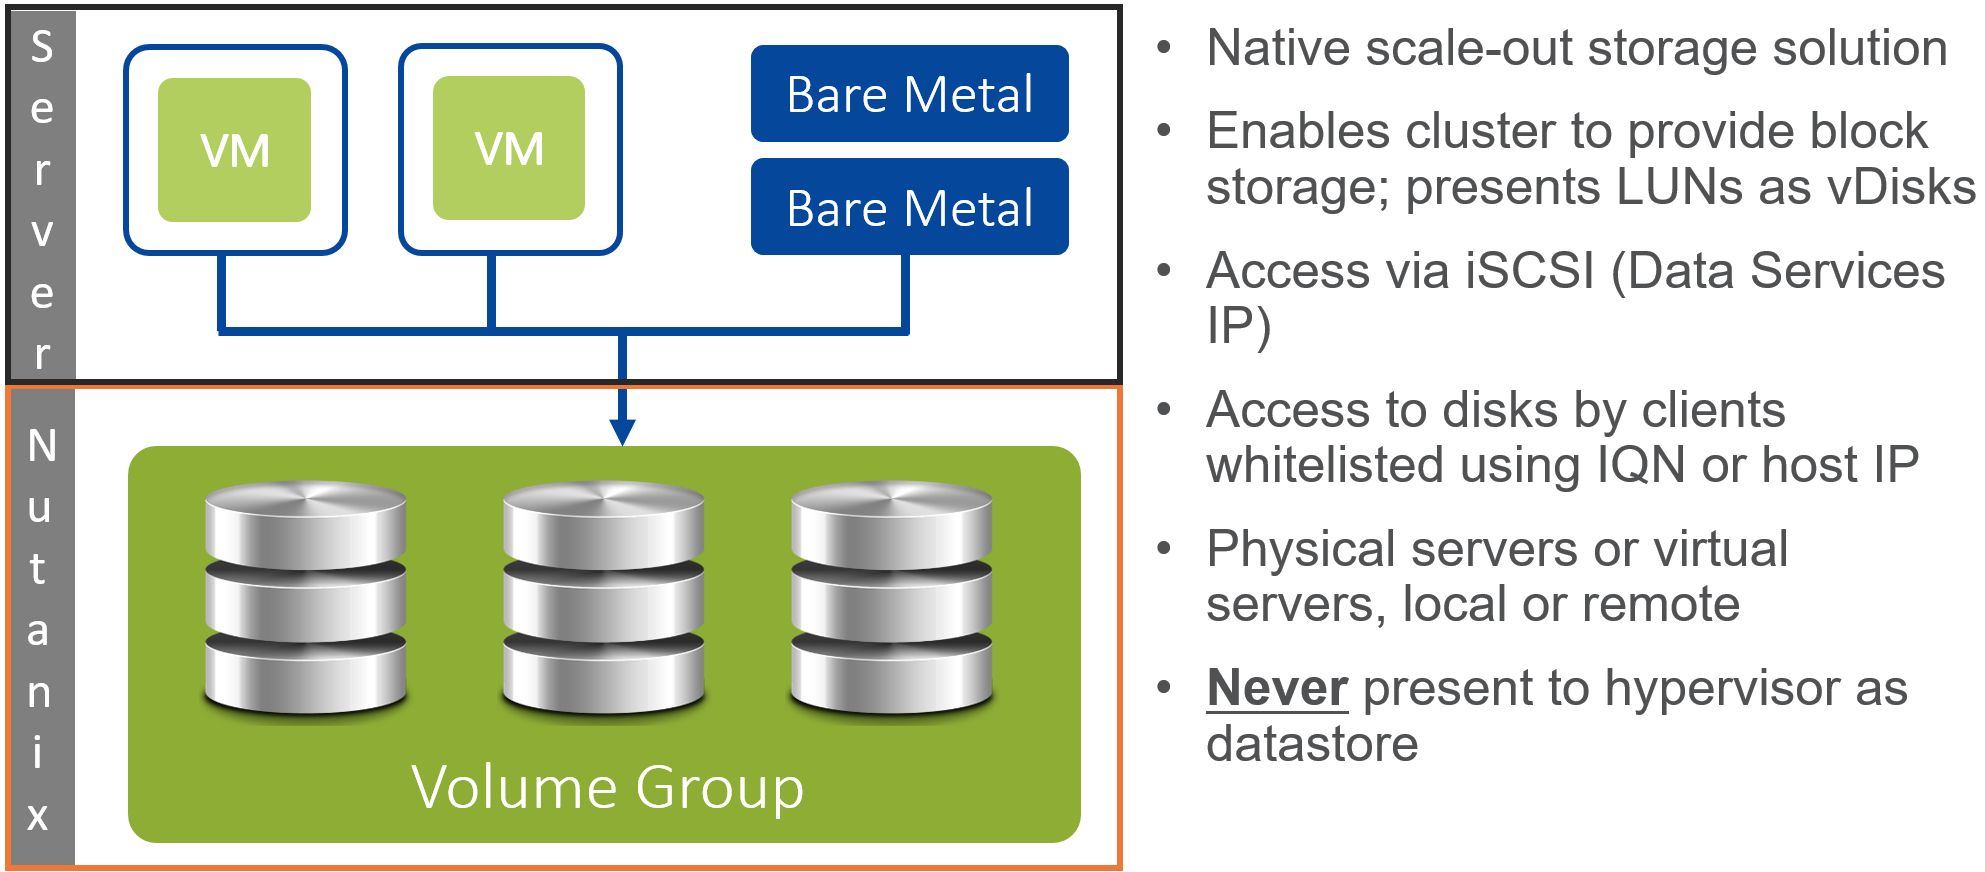 Server
VM
VM
Bare Metal
Bare Metal
Nutanix
Volume Group
• Native scale-out storage solution
• Enables cluster to provide block
storage; presents LUNs as vDisks
• Access via iSCSI (Data Services
IP)
• Access to disks by clients
whitelisted using IQN or host IP
• Physical servers or virtual
servers, local or remote
• Never present to hypervisor as
datastore